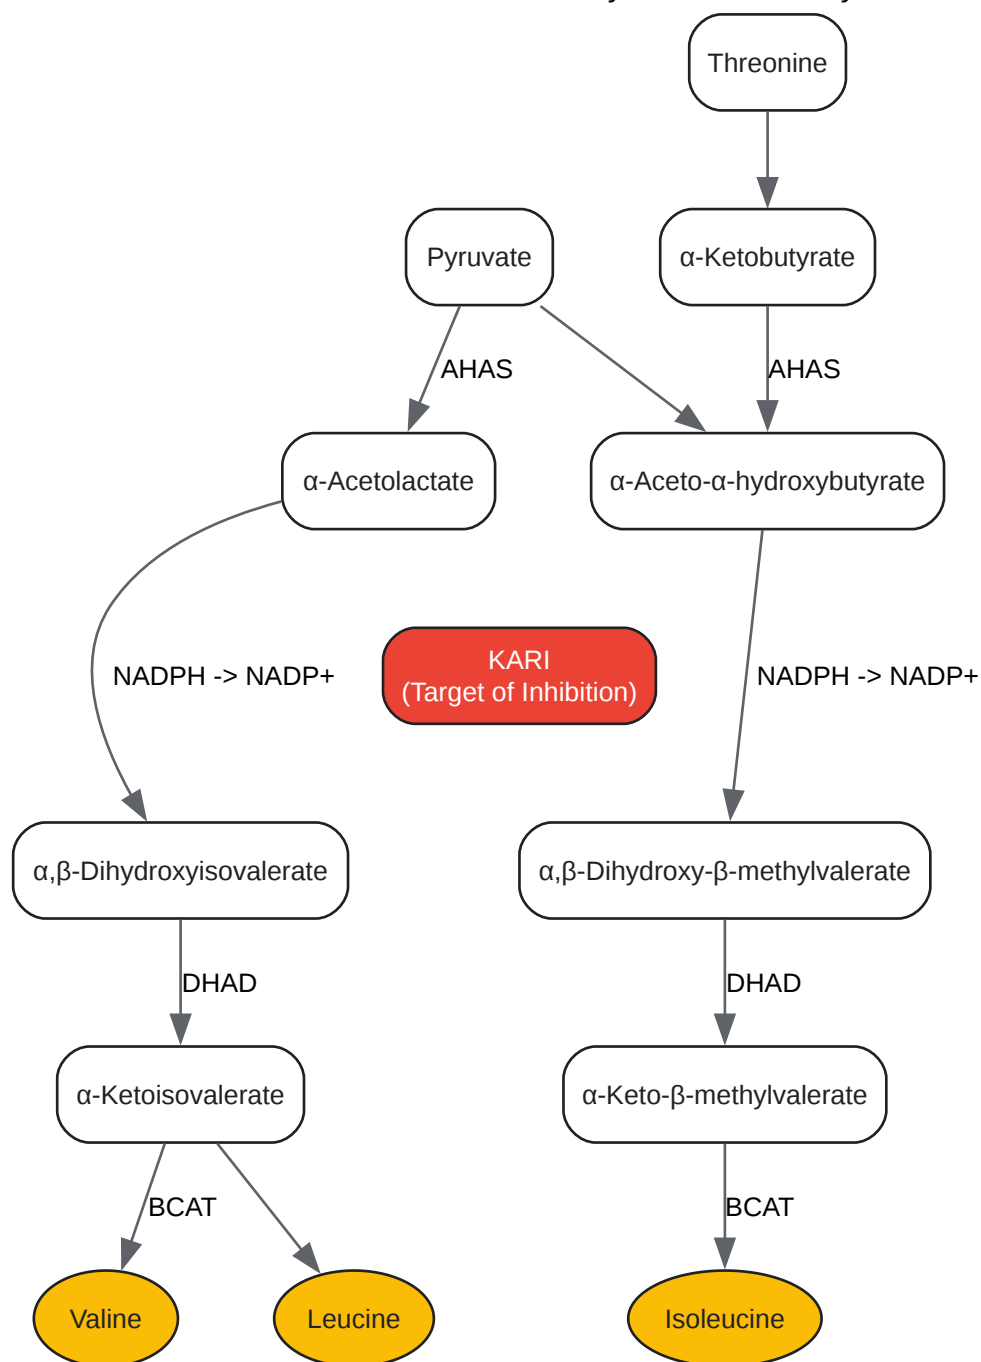 Threonine
Pyruvate
α-Ketobutyrate
AHAS
AHAS
α-Acetolactate
α-Aceto-α-hydroxybutyrate
KARI
(Target of Inhibition)
NADPH -> NADP+
NADPH -> NADP+
α,β-Dihydroxyisovalerate
α,β-Dihydroxy-β-methylvalerate
DHAD
DHAD
α-Ketoisovalerate
α-Keto-β-methylvalerate
BCAT
BCAT
Valine
Leucine
Isoleucine